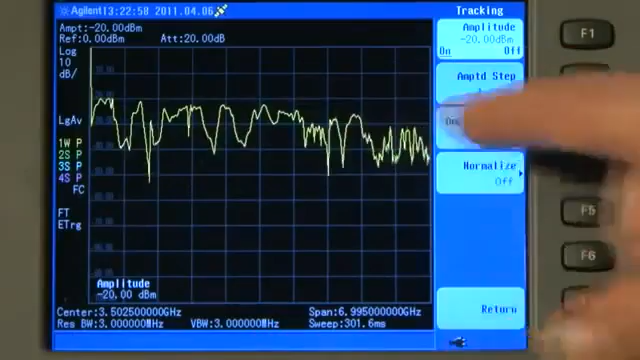 Agilent 13:22:58 2011.04.06
Tracking
Ampt:-20.00dBm
Ref:0.00dBm Att:20.00dB
Log
10
dB/
LgAv
1W P
2S P
3S P
4S P
FC
FT
ETrg
Amplitude
-20.00 dBm
Center:3.502500000GHz Span:6.995000000GHz
Res BW:3.000000MHz VBW:3.000000MHz Sweep:301.6ms
Amplitude
-20.00dBm
On Off
Amptd Step
Normalize
Off
Return
F1
F5
F6